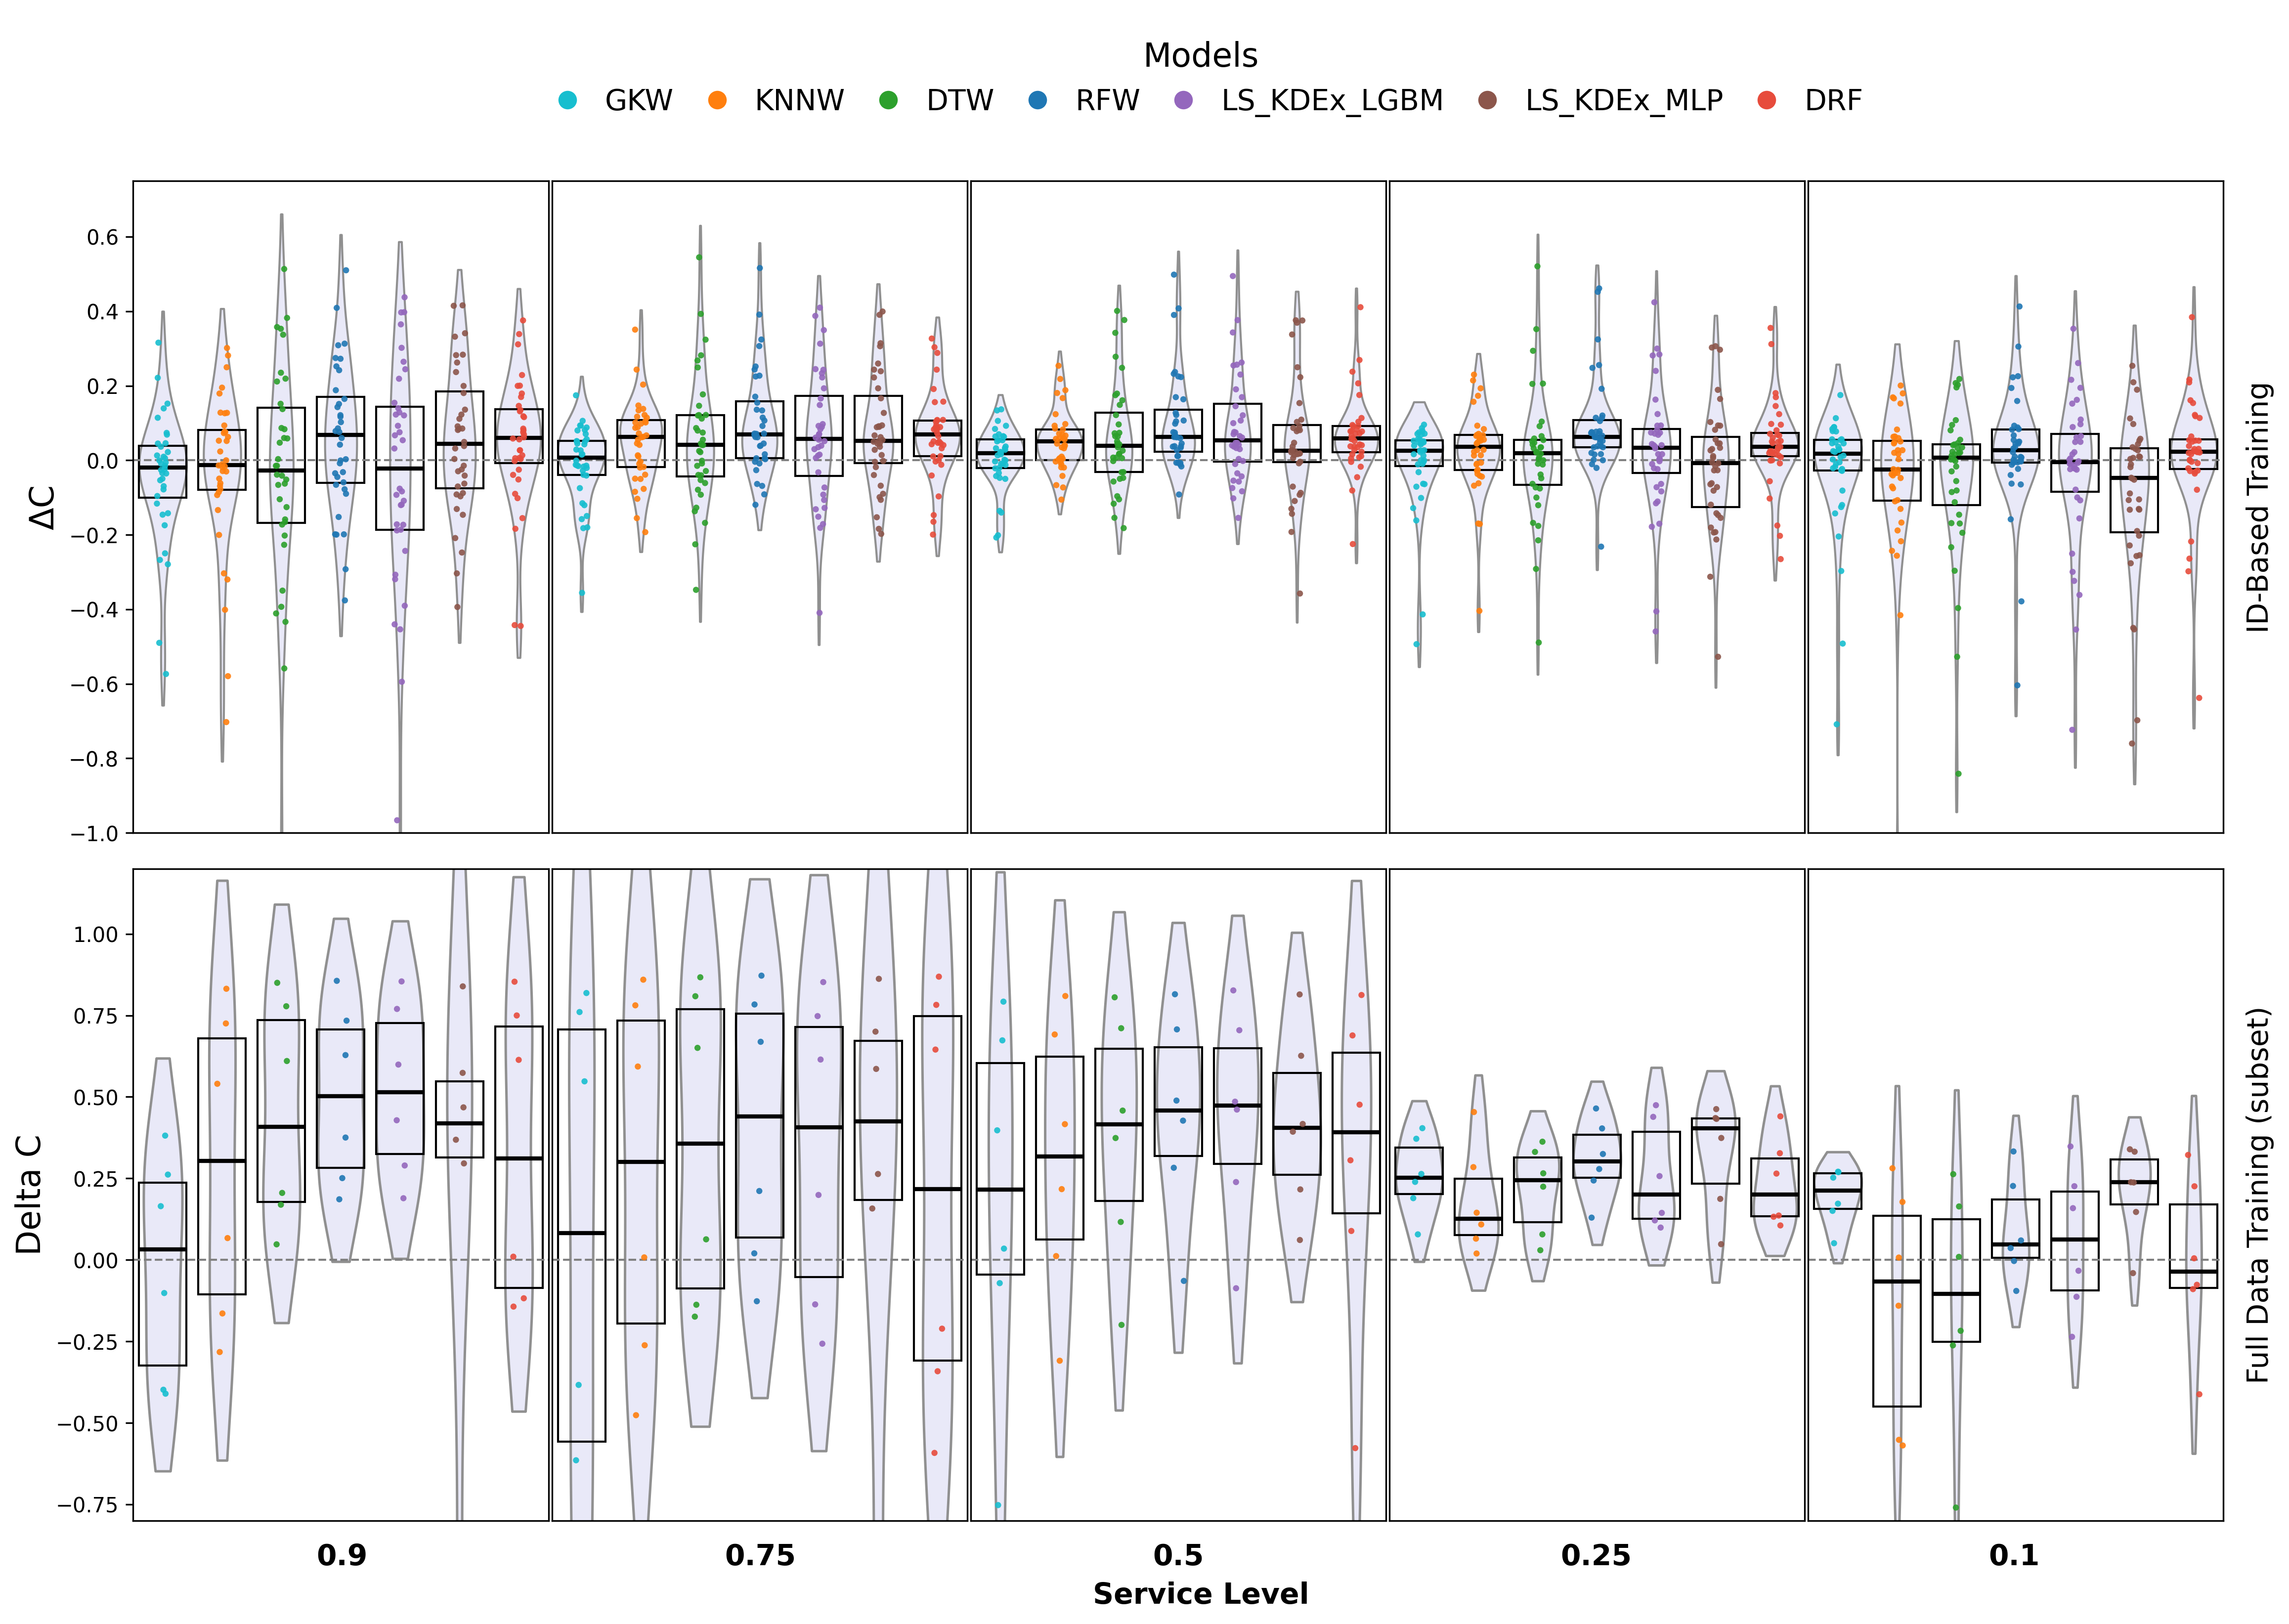 Models
GKW KNNW DTW RFW LS_KDEx_LGBM LS_KDEx_MLP DRF
ΔC
0.6
0.4
0.2
0.0
−0.2
−0.4
−0.6
−0.8
−1.0
ID-Based Training
Delta C
1.00
0.75
0.50
0.25
0.00
−0.25
−0.50
−0.75
Full Data Training (subset)
0.9 0.75 0.5 0.25 0.1
Service Level